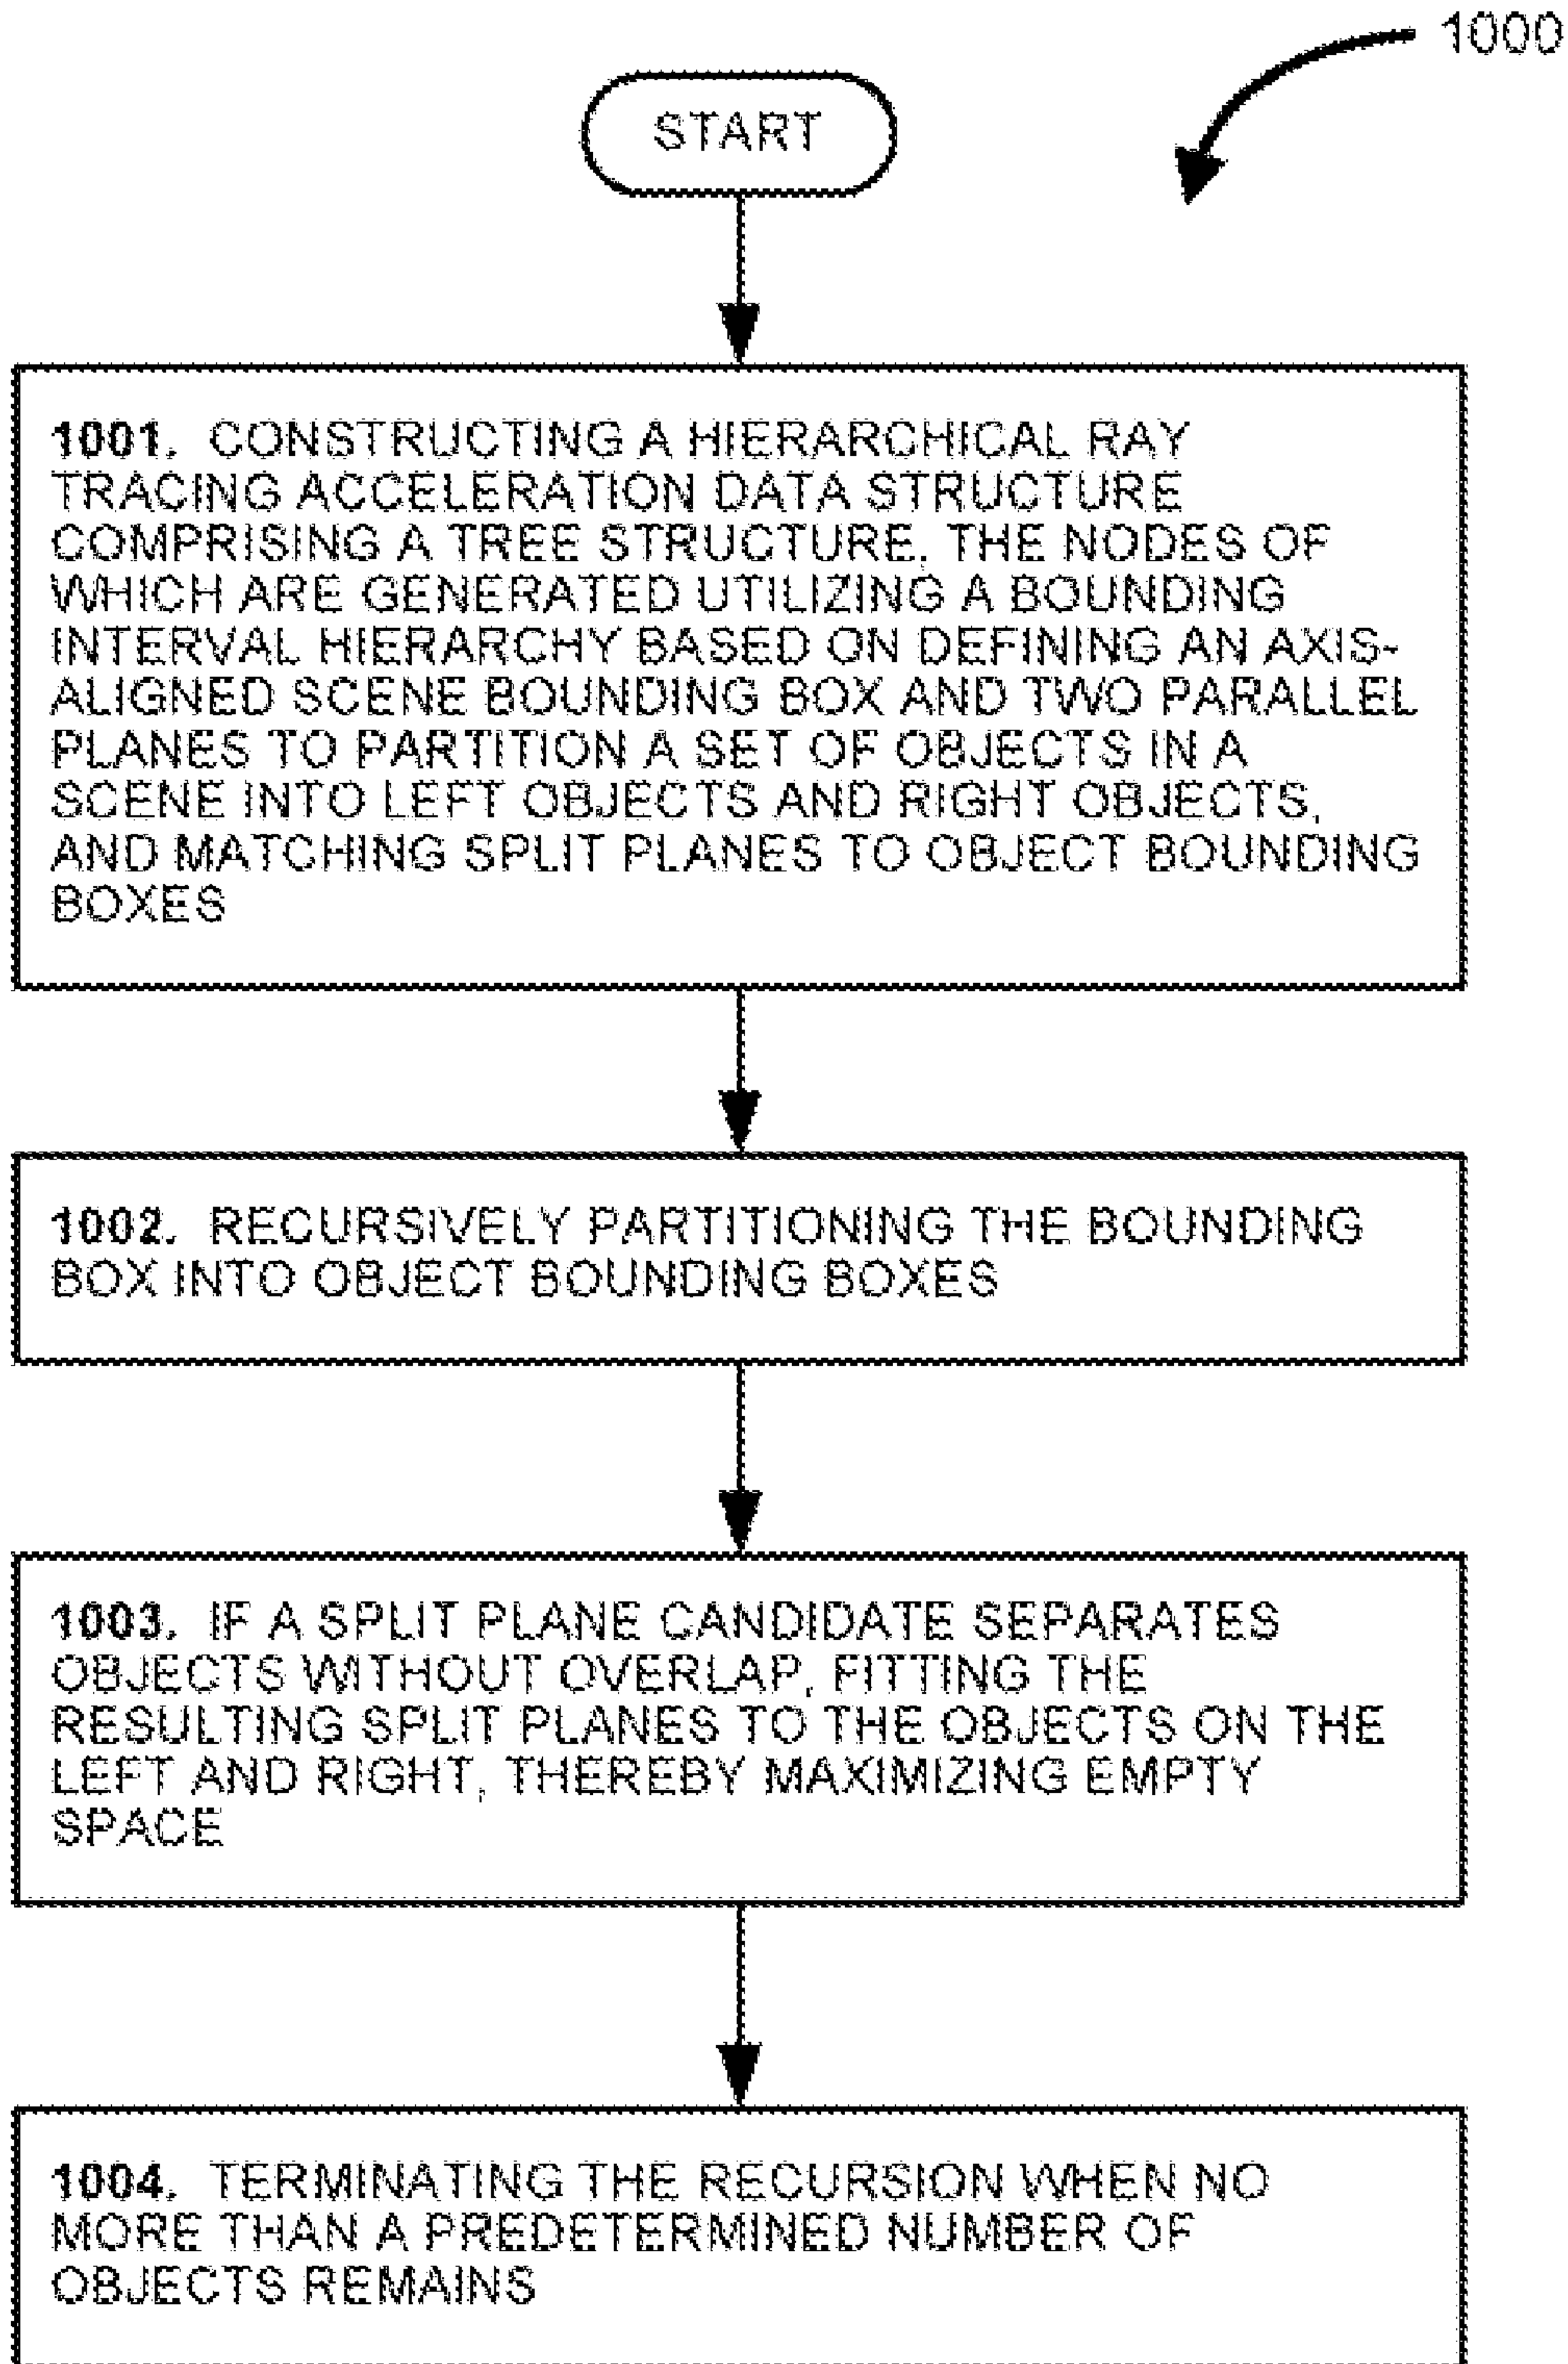 1000
START
1001. CONSTRUCTING A HIERARCHICAL RAY
TRACING ACCELERATION DATA STRUCTURE
COMPRISING A TREE STRUCTURE, THE NODES OF
WHICH ARE GENERATED UTILIZING A BOUNDING
INTERVAL HIERARCHY BASED ON DEFINING AN AXIS-
ALIGNED SCENE BOUNDING BOX AND TWO PARALLEL
PLANES TO PARTITION A SET OF OBJECTS IN A
SCENE INTO LEFT OBJECTS AND RIGHT OBJECTS,
AND MATCHING SPLIT PLANES TO OBJECT BOUNDING
BOXES
1002. RECURSIVELY PARTITIONING THE BOUNDING
BOX INTO OBJECT BOUNDING BOXES
1003. IF A SPLIT PLANE CANDIDATE SEPARATES
OBJECTS WITHOUT OVERLAP, FITTING THE
RESULTING SPLIT PLANES TO THE OBJECTS ON THE
LEFT AND RIGHT, THEREBY MAXIMIZING EMPTY
SPACE
1004. TERMINATING THE RECURSION WHEN NO
MORE THAN A PREDETERMINED NUMBER OF
OBJECTS REMAINS